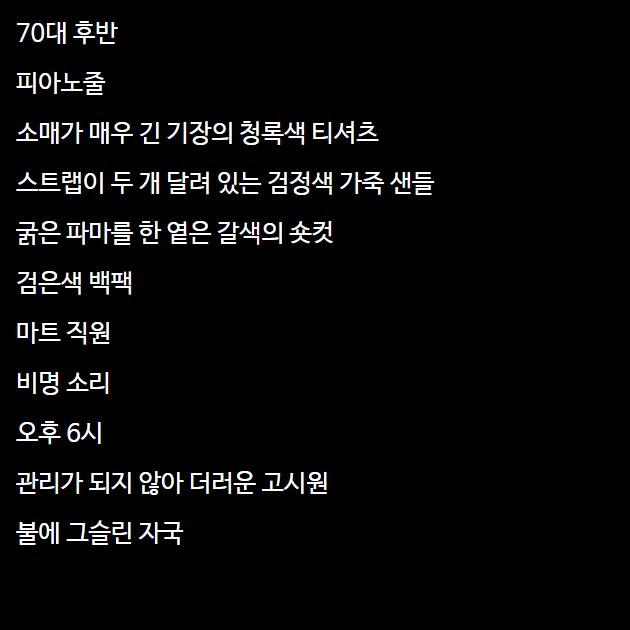 70대 후반
피아노줄
소매가 매우 긴 기장의 청록색 티셔츠
스트랩이 두 개 달려 있는 검정색 가죽 샌들
굵은 파마를 한 옅은 갈색의 숏컷
검은색 백팩
마트 직원
비명 소리
오후 6시
관리가 되지 않아 더러운 고시원
불에 그슬린 자국